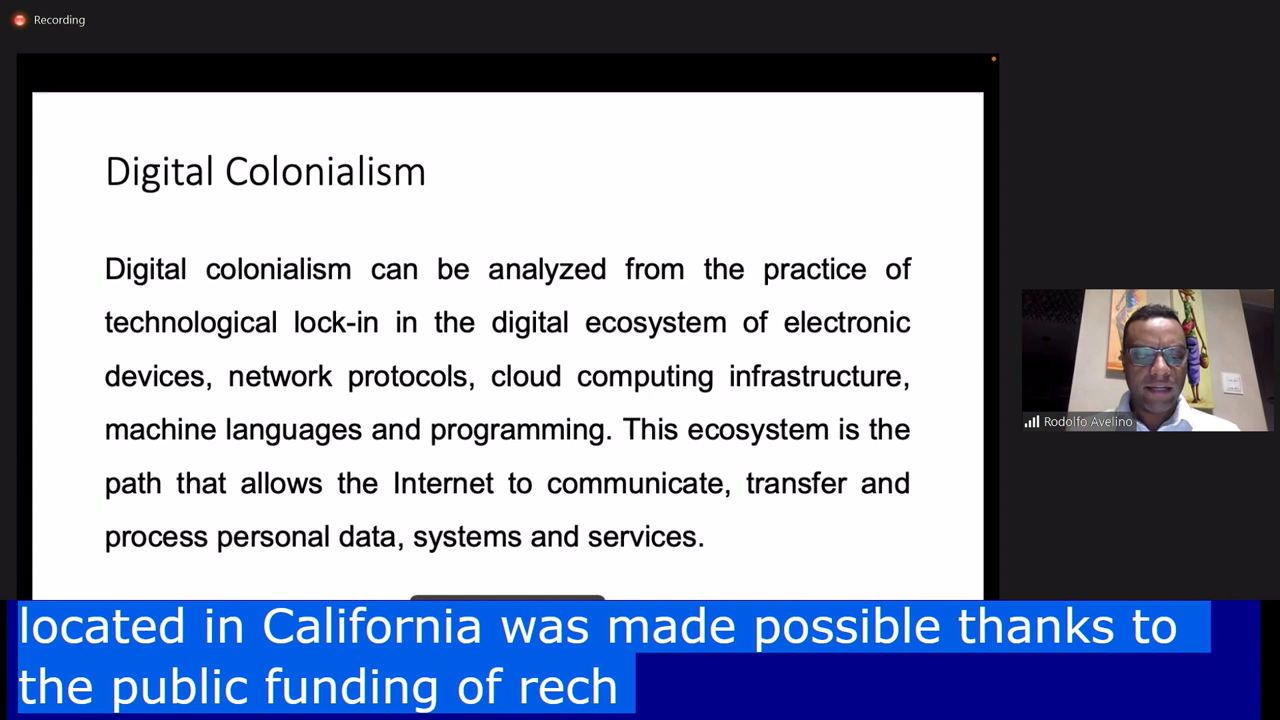 Recording
Digital Colonialism
Digital colonialism can be analyzed from the practice of
technological lock-in in the digital ecosystem of electronic
devices, network protocols, cloud computing infrastructure,
machine languages and programming. This ecosystem is the
path that allows the Internet to communicate, transfer and
process personal data, systems and services.
Rodolfo Avelino
located in California was made possible thanks to
the public funding of rech